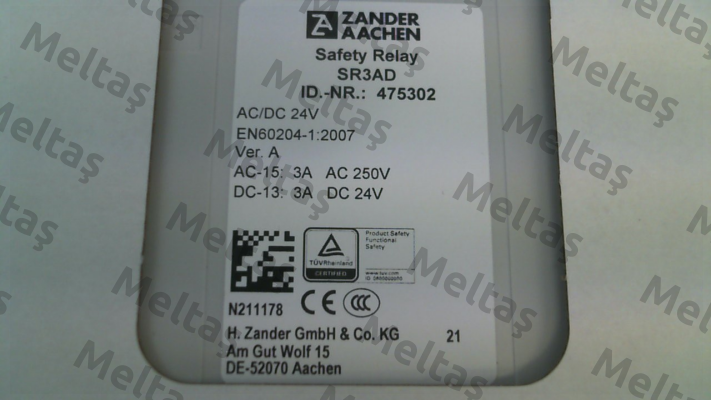 ZANDER
AACHEN
Safety Relay
SR3AD
ID.-NR.: 475302
AC/DC 24V
EN60204-1:2007
Ver. A
AC-15: 3A AC 250V
DC-13: 3A DC 24V
Product Safety
Functional
Safety
TÜVRheinland
CERTIFIED
www.tuv.com
ID
N211178
CE
CCC
H. Zander GmbH & Co. KG 21
Am Gut Wolf 15
DE-52070 Aachen
Meltaş